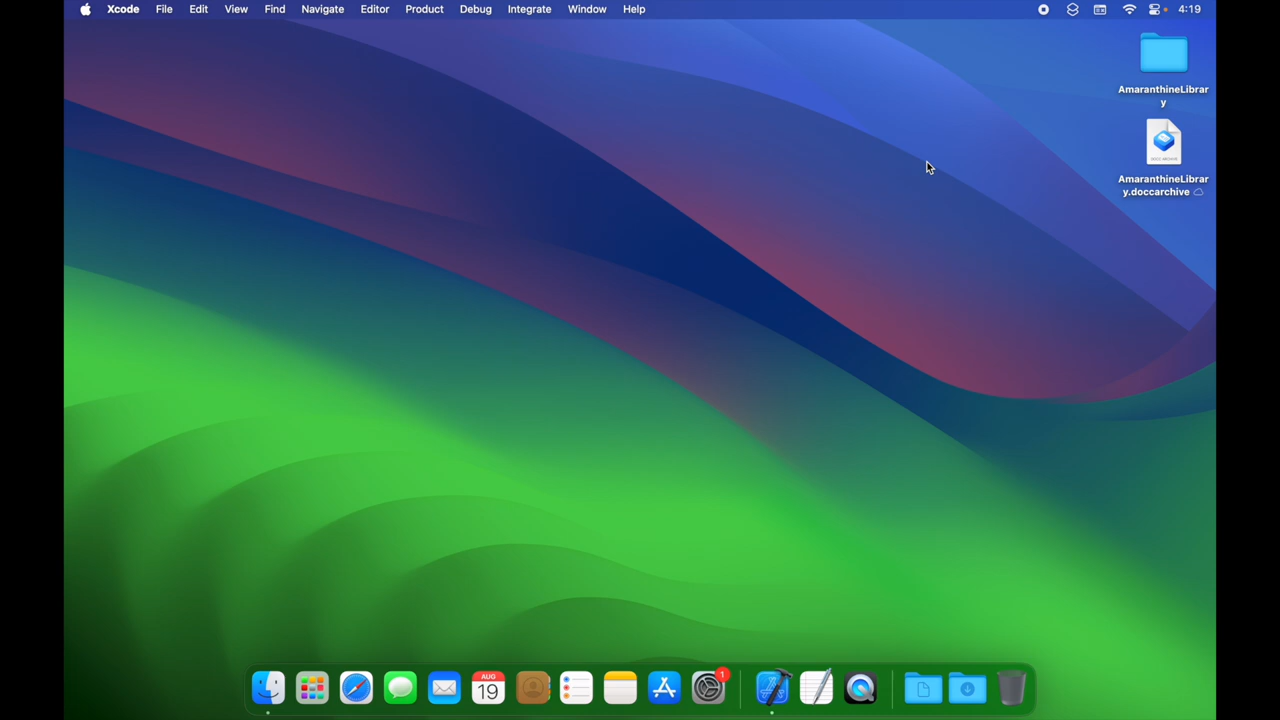 Xcode File Edit View Find Navigate Editor Product Debug Integrate Window Help 4:19
AmaranthineLibrar
y
AmaranthineLibrar
y.doccarchive
AUG
19
1